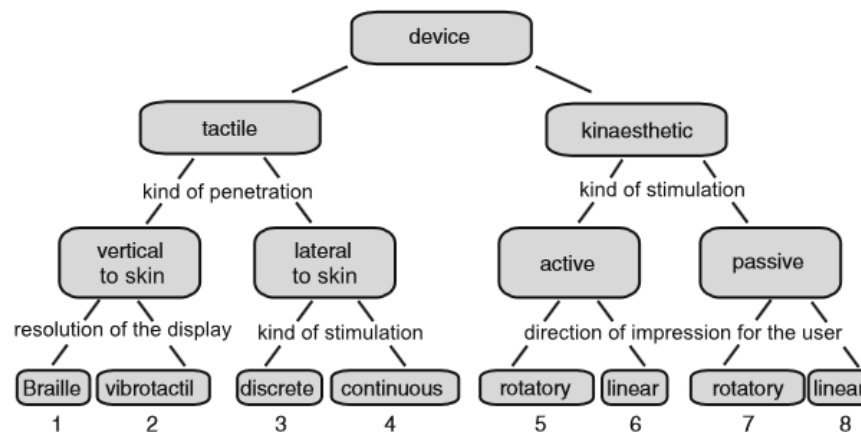 device
tactile
kinaesthetic
kind of penetration
kind of stimulation
vertical
to skin
lateral
to skin
active
passive
resolution of the display
kind of stimulation
direction of impression for the user
Braille
vibrotactil
discrete
continuous
rotatory
linear
rotatory
linear
1
2
3
4
5
6
7
8